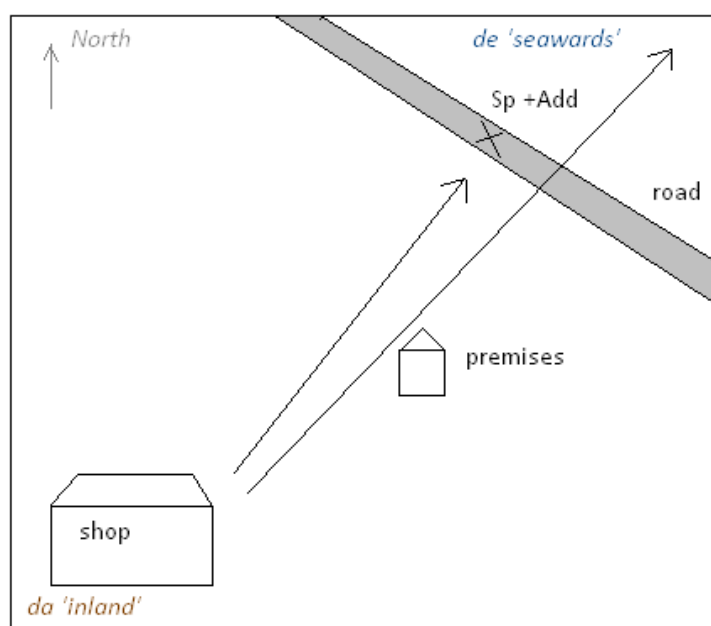 North
de 'seawards'
Sp +Add
road
premises
shop
da 'inland'